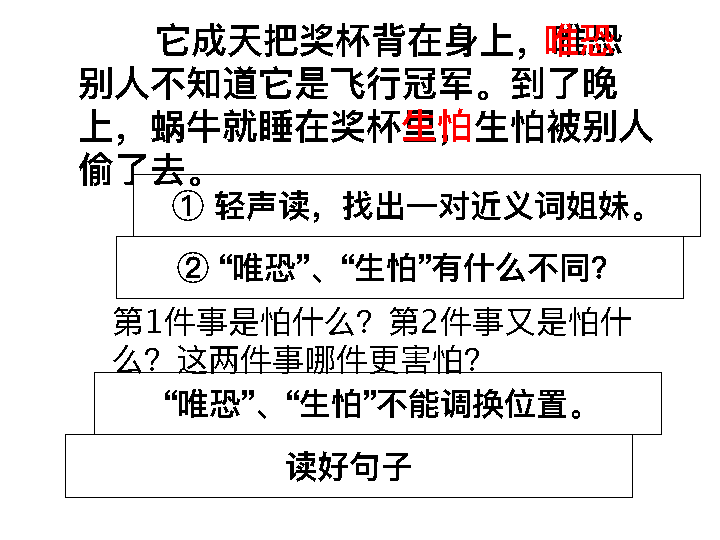 它成天把奖杯背在身上，唯恐
别人不知道它是飞行冠军。到了晚
上，蜗牛就睡在奖杯里，生怕被别人
偷了去。
唯恐
生怕
① 轻声读，找出一对近义词姐妹。
② “唯恐”、“生怕”有什么不同？
第1件事是怕什么？第2件事又是怕什
么？这两件事哪件更害怕？
“唯恐”、“生怕”不能调换位置。
读好句子